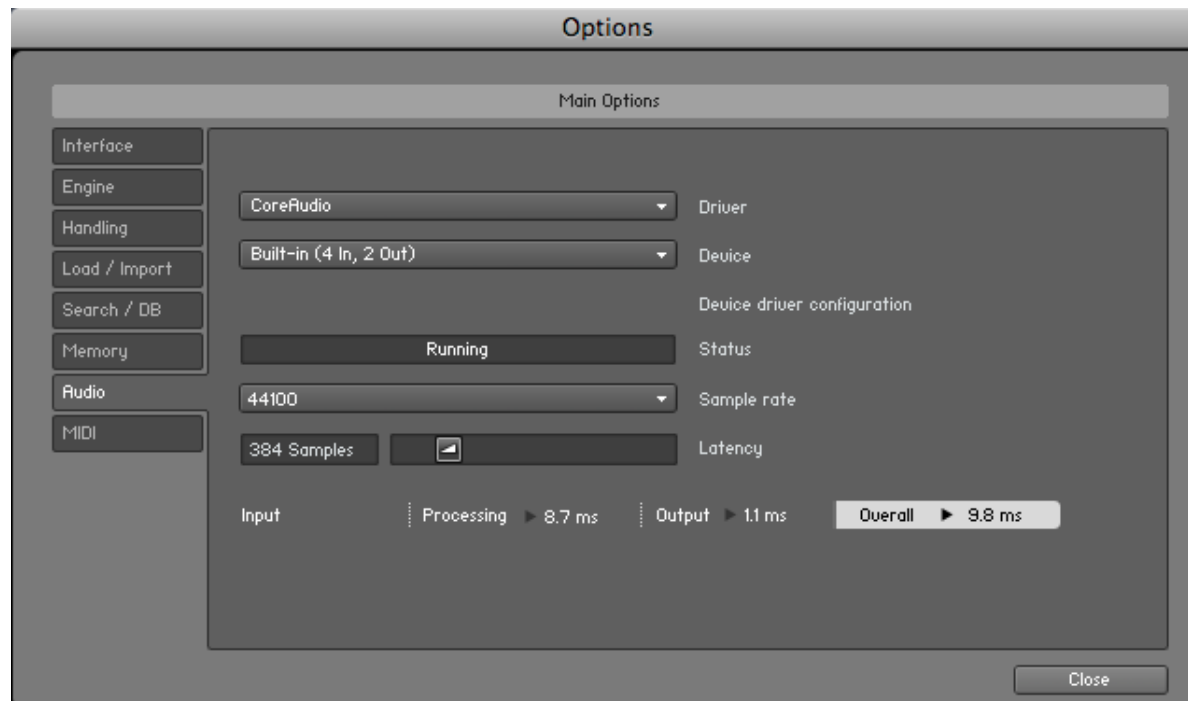 Options
Main Options
Interface
Engine
Handling
Load / Import
Search / DB
Memory
Audio
MIDI
CoreAudio Driver
Built-in (4 In, 2 Out) Device
Device driver configuration
Running Status
44100 Sample rate
384 Samples Latency
Input Processing 8.7 ms Output 1.1 ms Overall 9.8 ms
Close